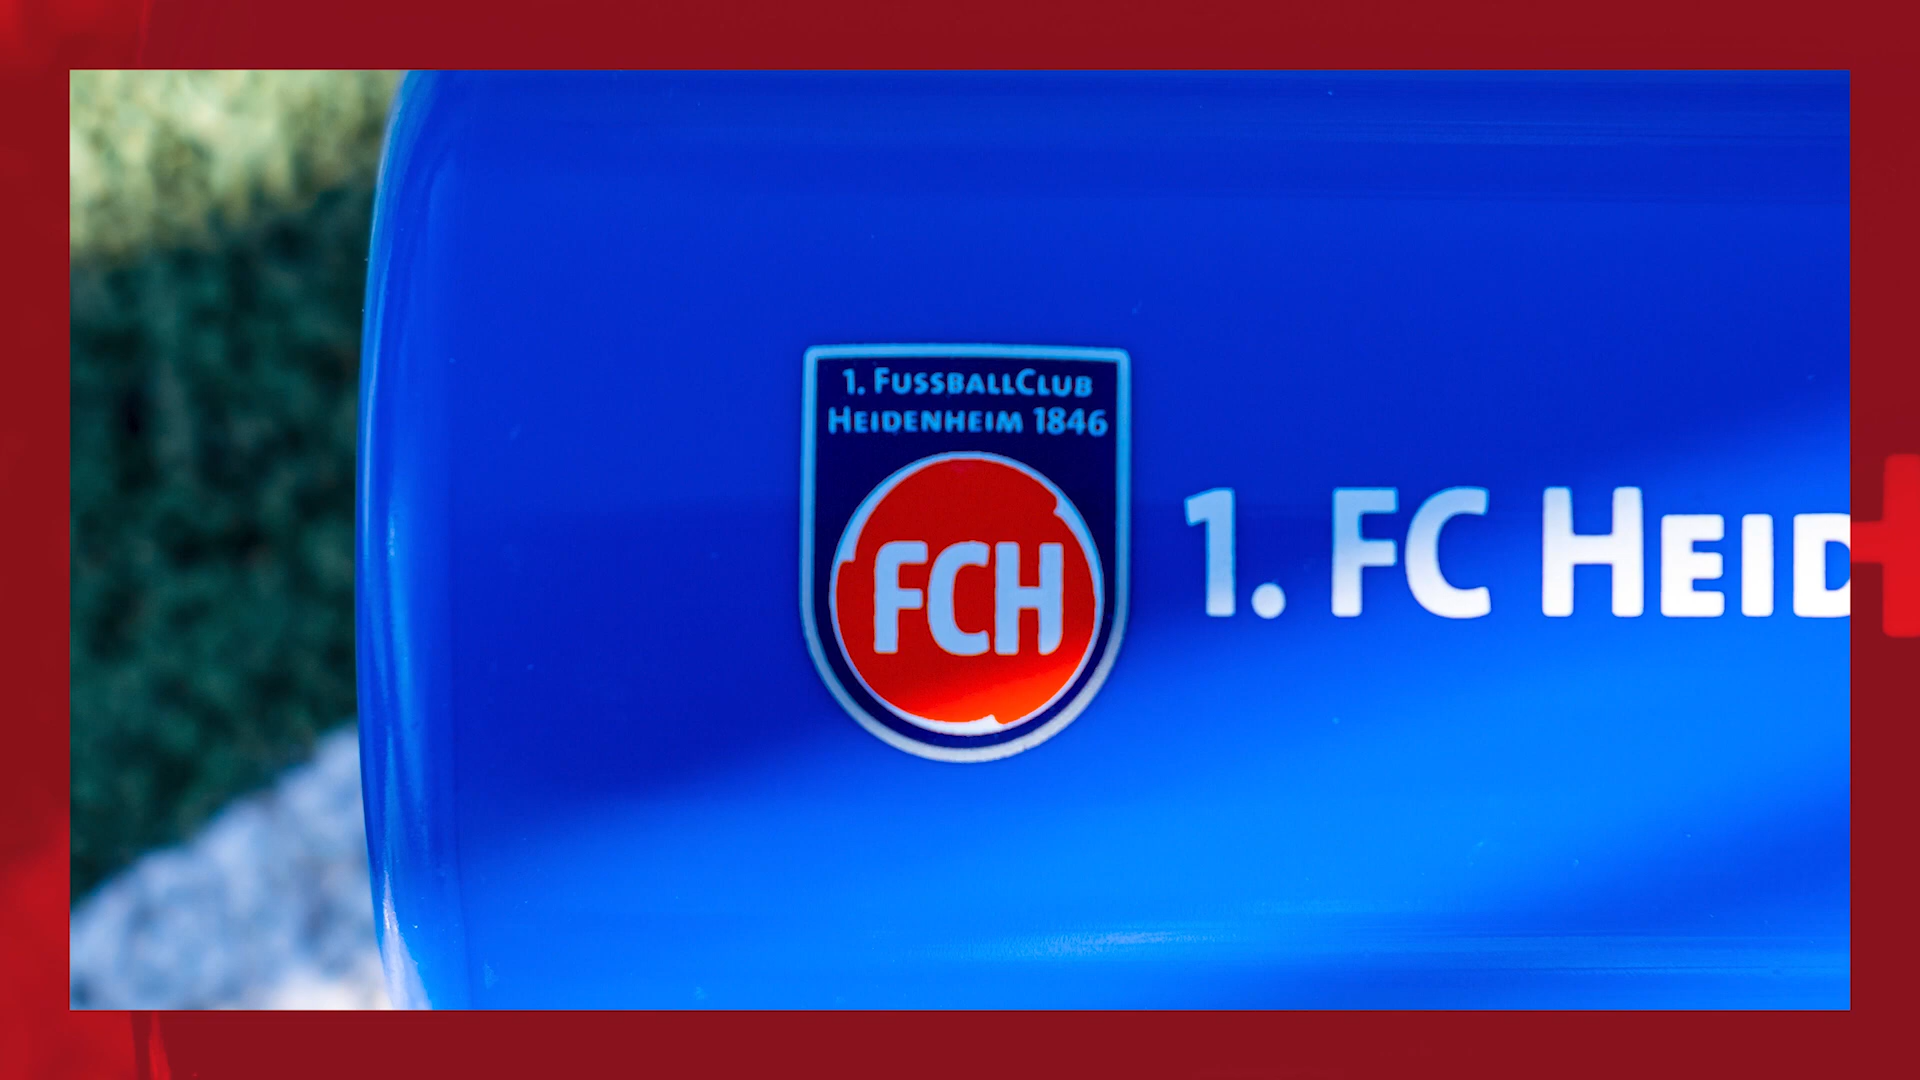 1. FUSSBALLCLUB
HEIDENHEIM 1846
FCH
1. FC HEID